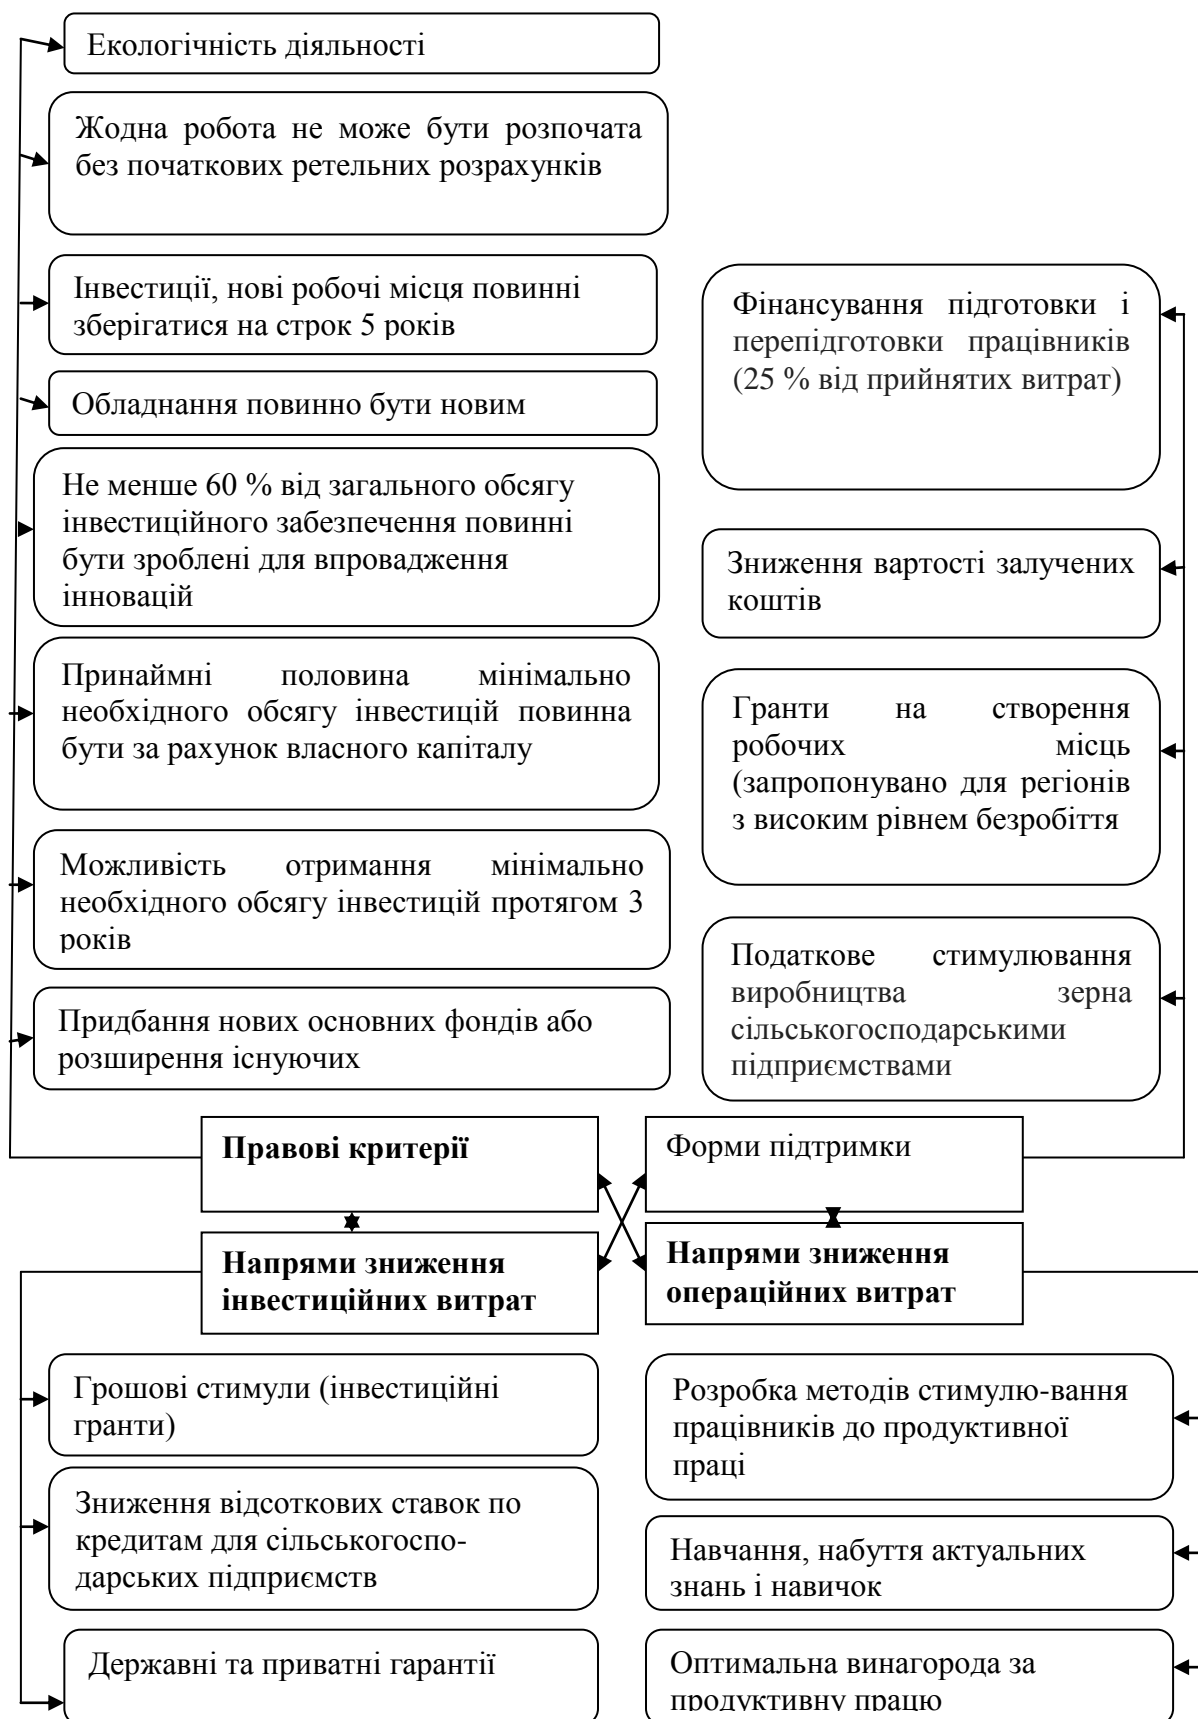 Екологічність діяльності
Жодна робота не може бути розпочата
без початкових ретельних розрахунків
Інвестиції, нові робочі місця повинні
зберігатися на строк 5 років
Обладнання повинно бути новим
Не менше 60 % від загального обсягу
інвестиційного забезпечення повинні
бути зроблені для впровадження
інновацій
Принаймні половина мінімально
необхідного обсягу інвестицій повинна
бути за рахунок власного капіталу
Можливість отримання мінімально
необхідного обсягу інвестицій протягом 3
років
Придбання нових основних фондів або
розширення існуючих
Фінансування підготовки і
перепідготовки працівників
(25 % від прийнятих витрат)
Зниження вартості залучених
коштів
Гранти на створення
робочих місць
(запропонувано для регіонів
з високим рівнем безробіття
Податкове стимулювання
виробництва зерна
сільськогосподарськими
підприємствами
Правові критерії
Форми підтримки
Напрями зниження
інвестиційних витрат
Напрями зниження
операційних витрат
Грошові стимули (інвестиційні
гранти)
Зниження відсоткових ставок по
кредитам для сільськогоспо-
дарських підприємств
Державні та приватні гарантії
Розробка методів стимулю-вання
працівників до продуктивної
праці
Навчання, набуття актуальних
знань і навичок
Оптимальна винагорода за
продуктивну працю